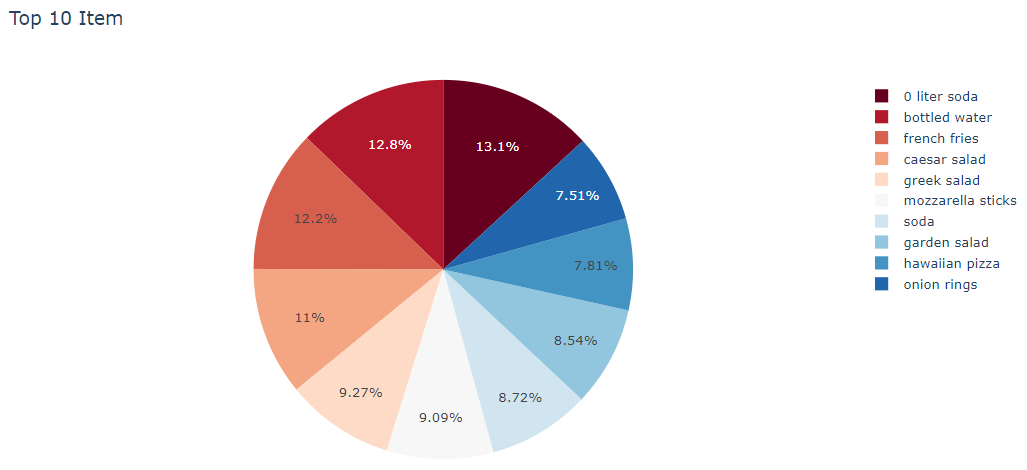 Top 10 Item
13.1%
12.8%
7.51%
12.2%
7.81%
11%
8.54%
9.27%
8.72%
9.09%
0 liter soda
bottled water
french fries
caesar salad
greek salad
mozzarella sticks
soda
garden salad
hawaiian pizza
onion rings